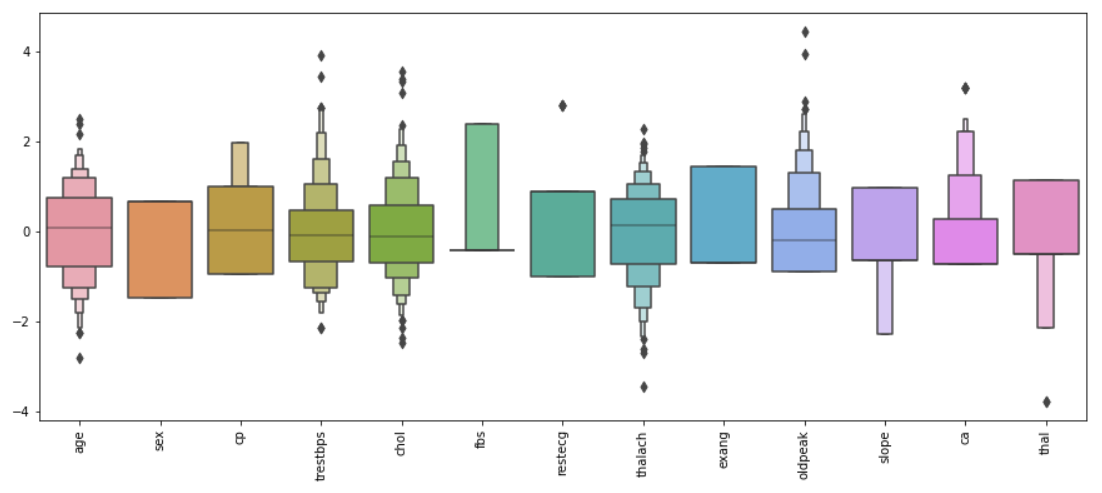 4
2
0
−2
−4
age
sex
cp
trestbps
chol
fbs
restecg
thalach
exang
oldpeak
slope
ca
thal